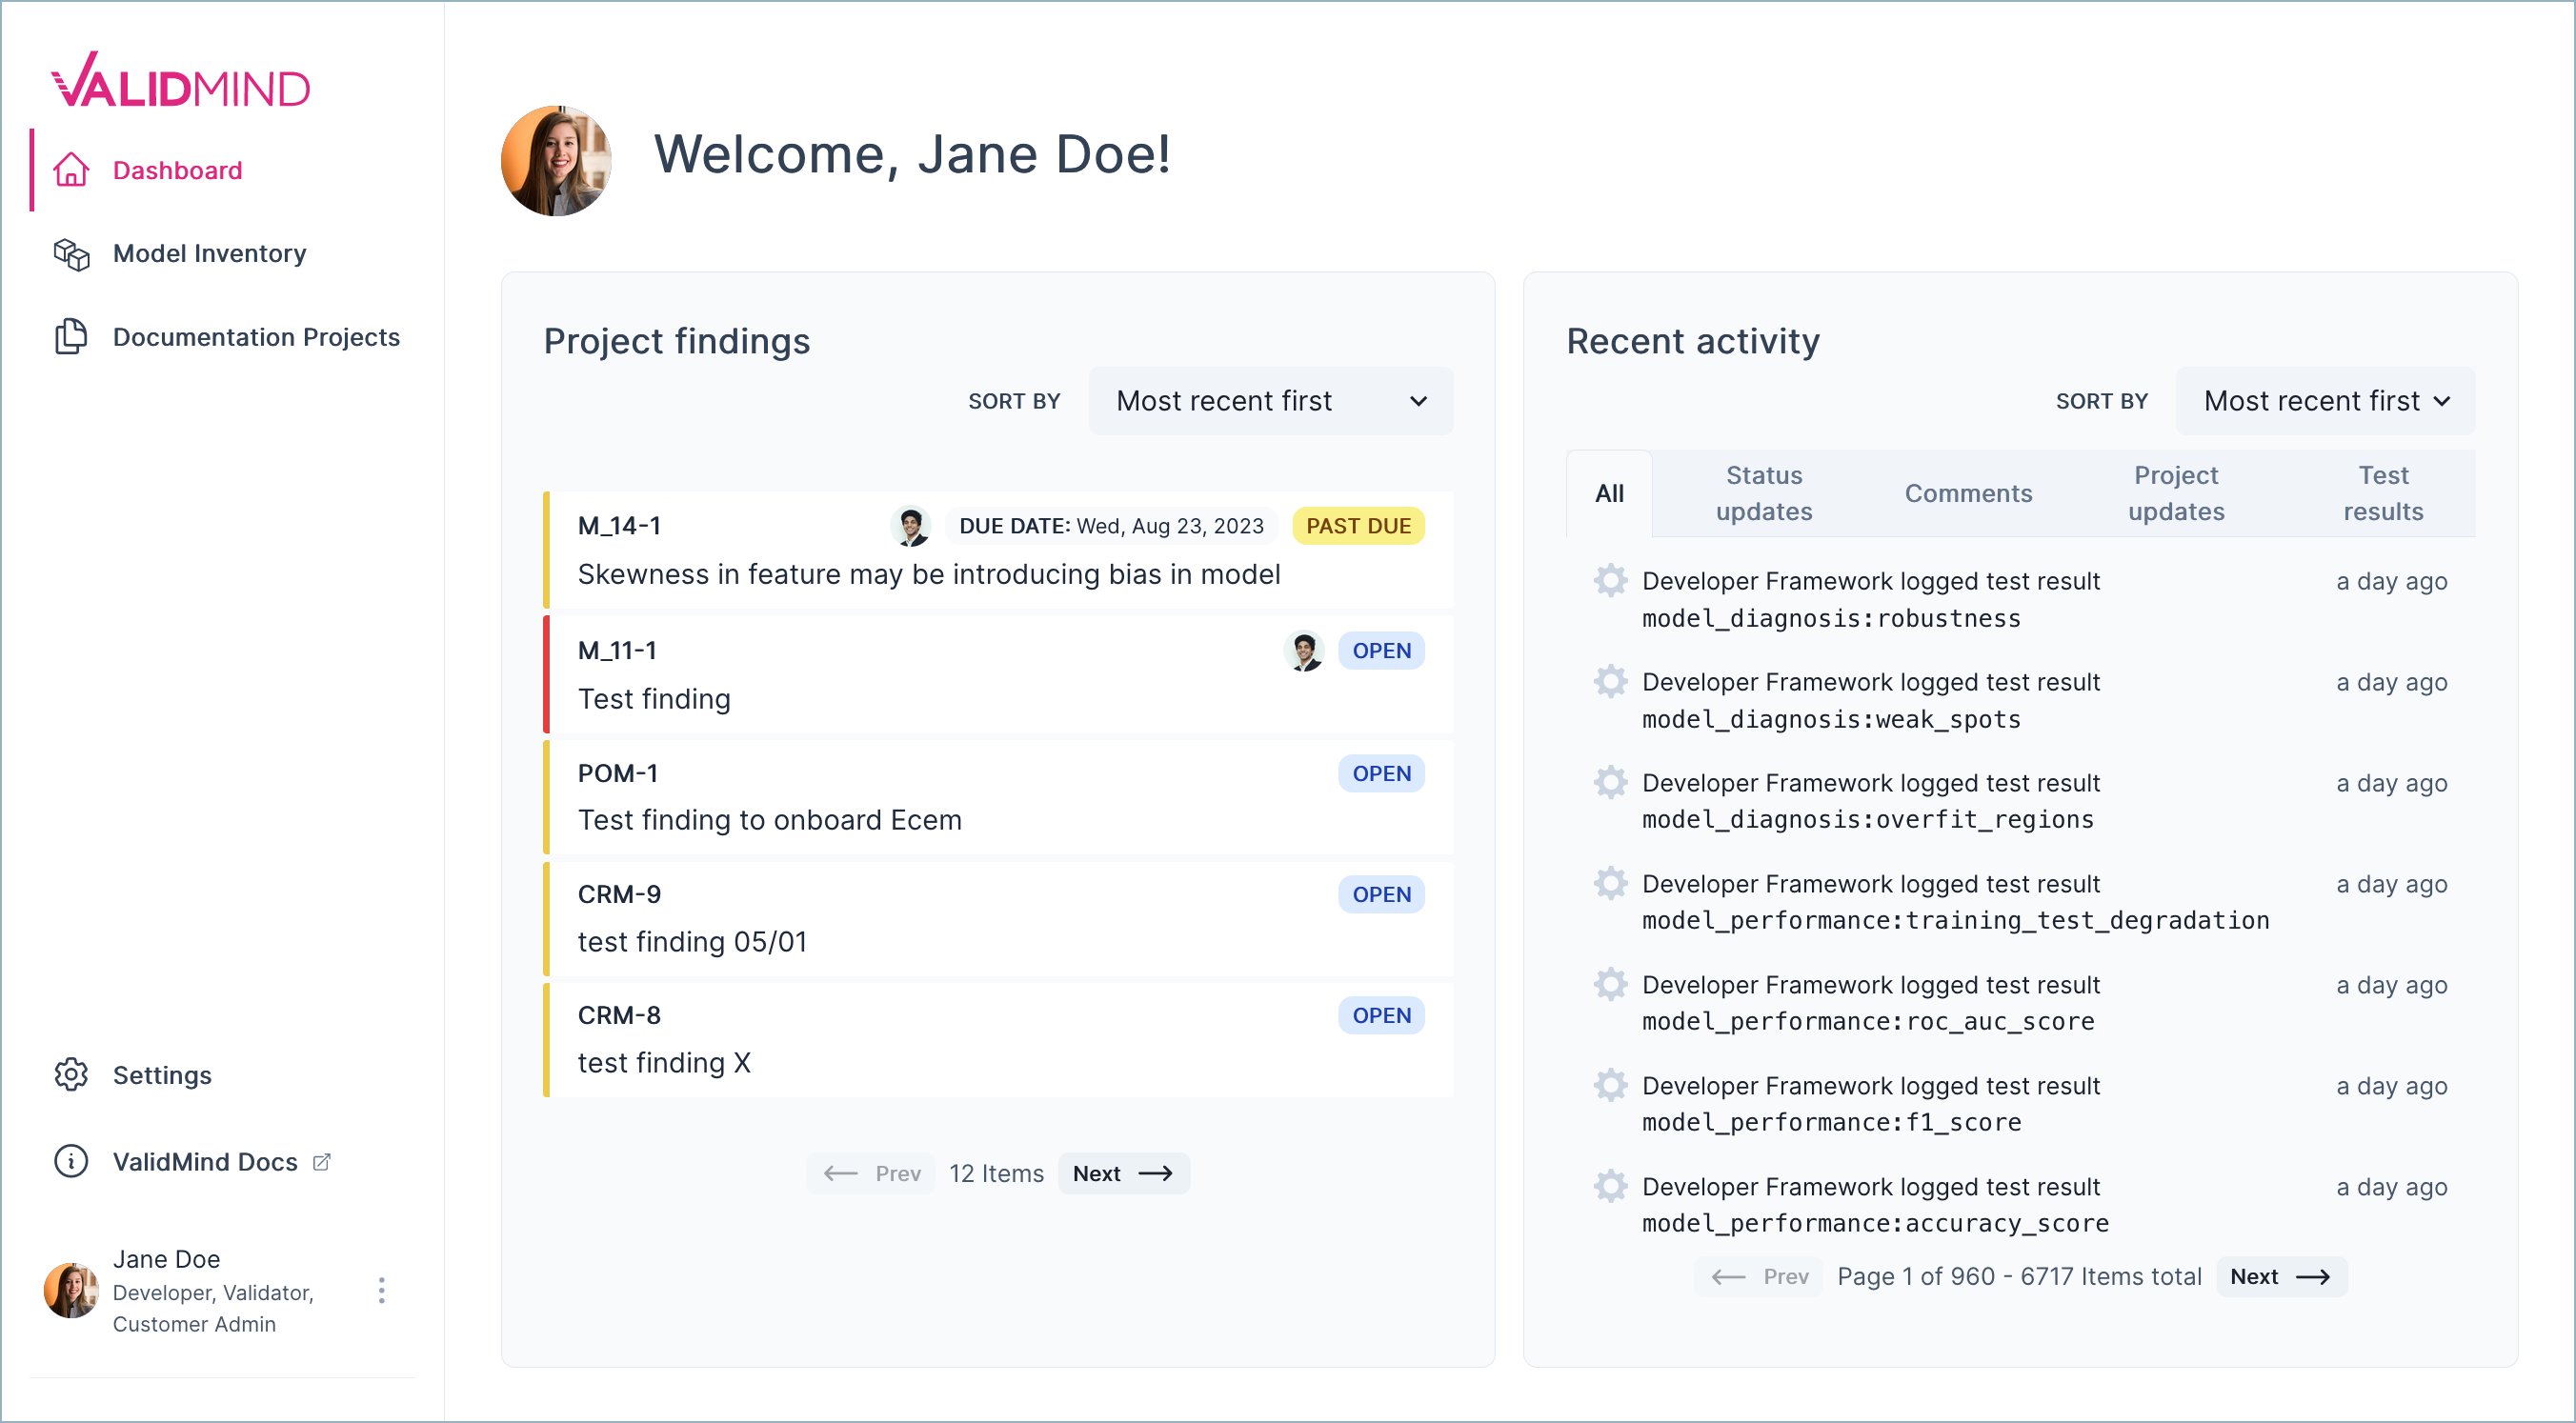 VALIDMIND
Dashboard
Model Inventory
Documentation Projects
Settings
ValidMind Docs
Jane Doe
Developer, Validator,
Customer Admin
Welcome, Jane Doe!
Project findings
SORT BY Most recent first
M_14-1 DUE DATE: Wed, Aug 23, 2023 PAST DUE
Skewness in feature may be introducing bias in model
M_11-1 OPEN
Test finding
POM-1 OPEN
Test finding to onboard Ecem
CRM-9 OPEN
test finding 05/01
CRM-8 OPEN
test finding X
Prev 12 Items Next
Recent activity
SORT BY Most recent first
All
Status
updates
Comments
Project
updates
Test
results
Developer Framework logged test result a day ago
model_diagnosis:robustness
Developer Framework logged test result a day ago
model_diagnosis:weak_spots
Developer Framework logged test result a day ago
model_diagnosis:overfit_regions
Developer Framework logged test result a day ago
model_performance:training_test_degradation
Developer Framework logged test result a day ago
model_performance:roc_auc_score
Developer Framework logged test result a day ago
model_performance:f1_score
Developer Framework logged test result a day ago
model_performance:accuracy_score
Prev Page 1 of 960 - 6717 Items total Next